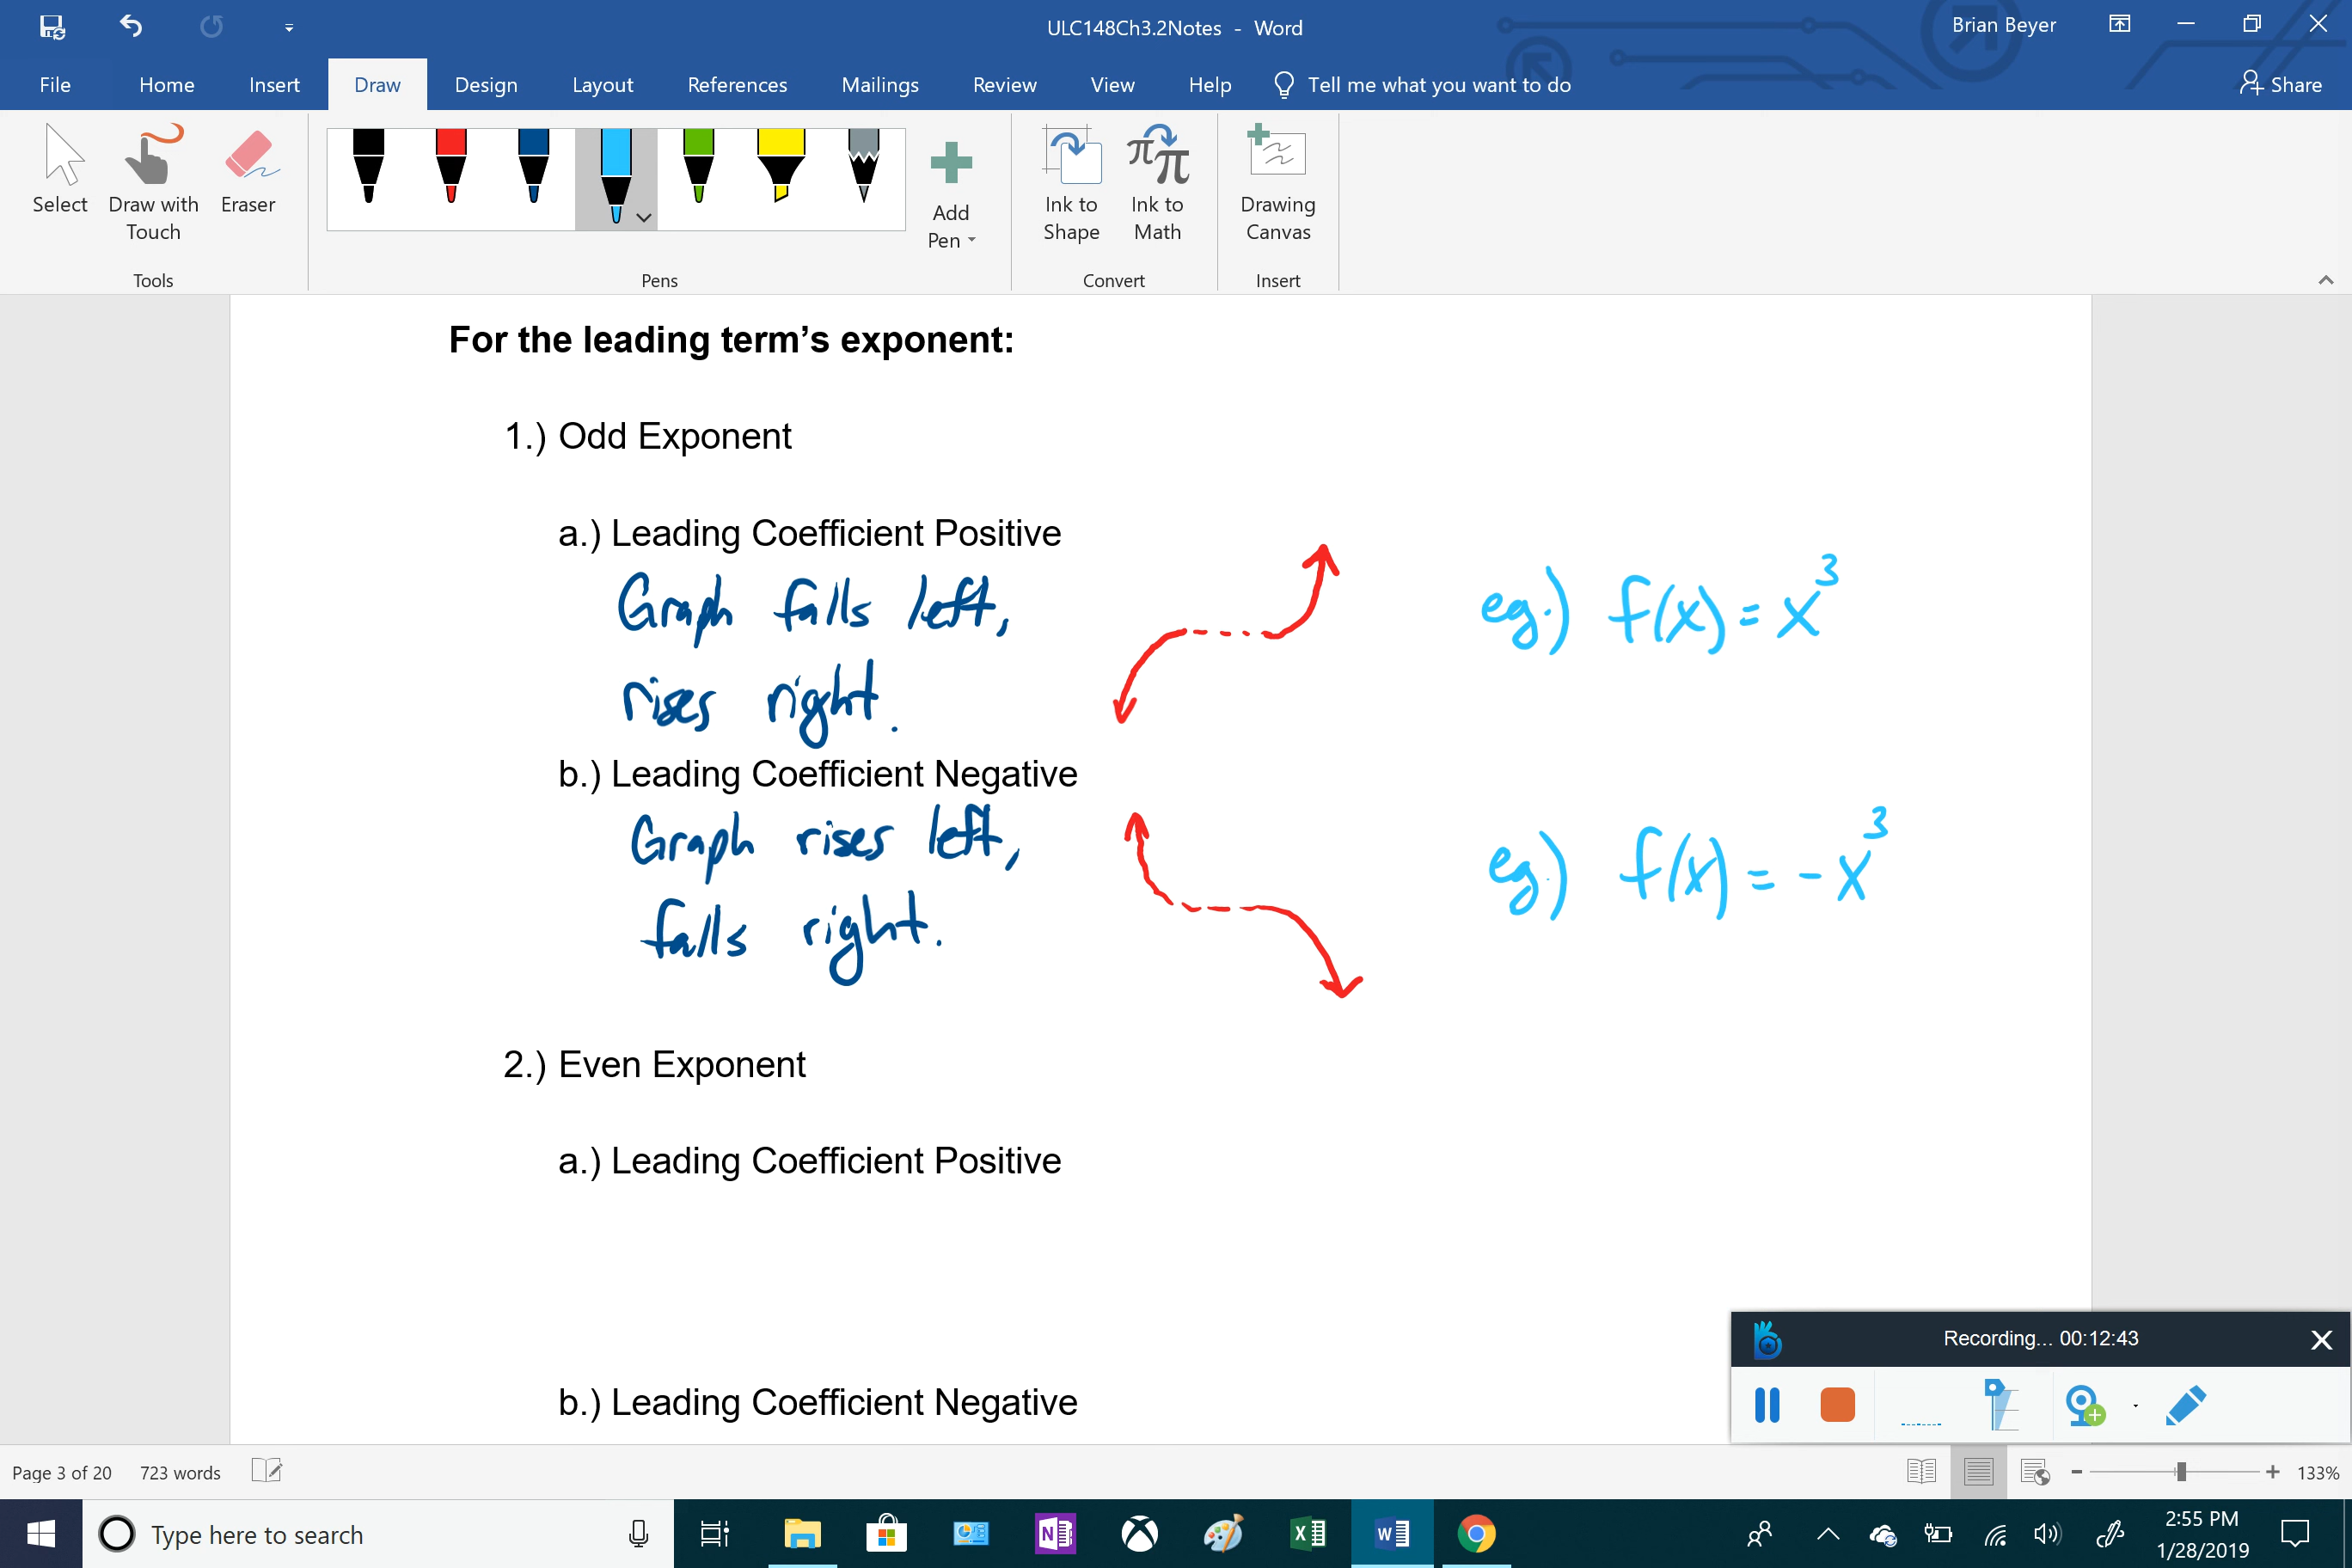 ULC148Ch3.2Notes - Word
Brian Beyer
File Home Insert Draw Design Layout References Mailings Review View Help Tell me what you want to do Share
Select Draw with Touch Eraser
Add Pen
Ink to Shape Ink to Math
Drawing Canvas
Tools Pens Convert Insert
For the leading term’s exponent:
1.) Odd Exponent
a.) Leading Coefficient Positive
Graph falls left,
rises right.
eg.) f(x) = x³
b.) Leading Coefficient Negative
Graph rises left,
falls right.
eg.) f(x) = -x³
2.) Even Exponent
a.) Leading Coefficient Positive
b.) Leading Coefficient Negative
Recording... 00:12:43
Page 3 of 20 723 words
133%
Type here to search
2:55 PM
1/28/2019